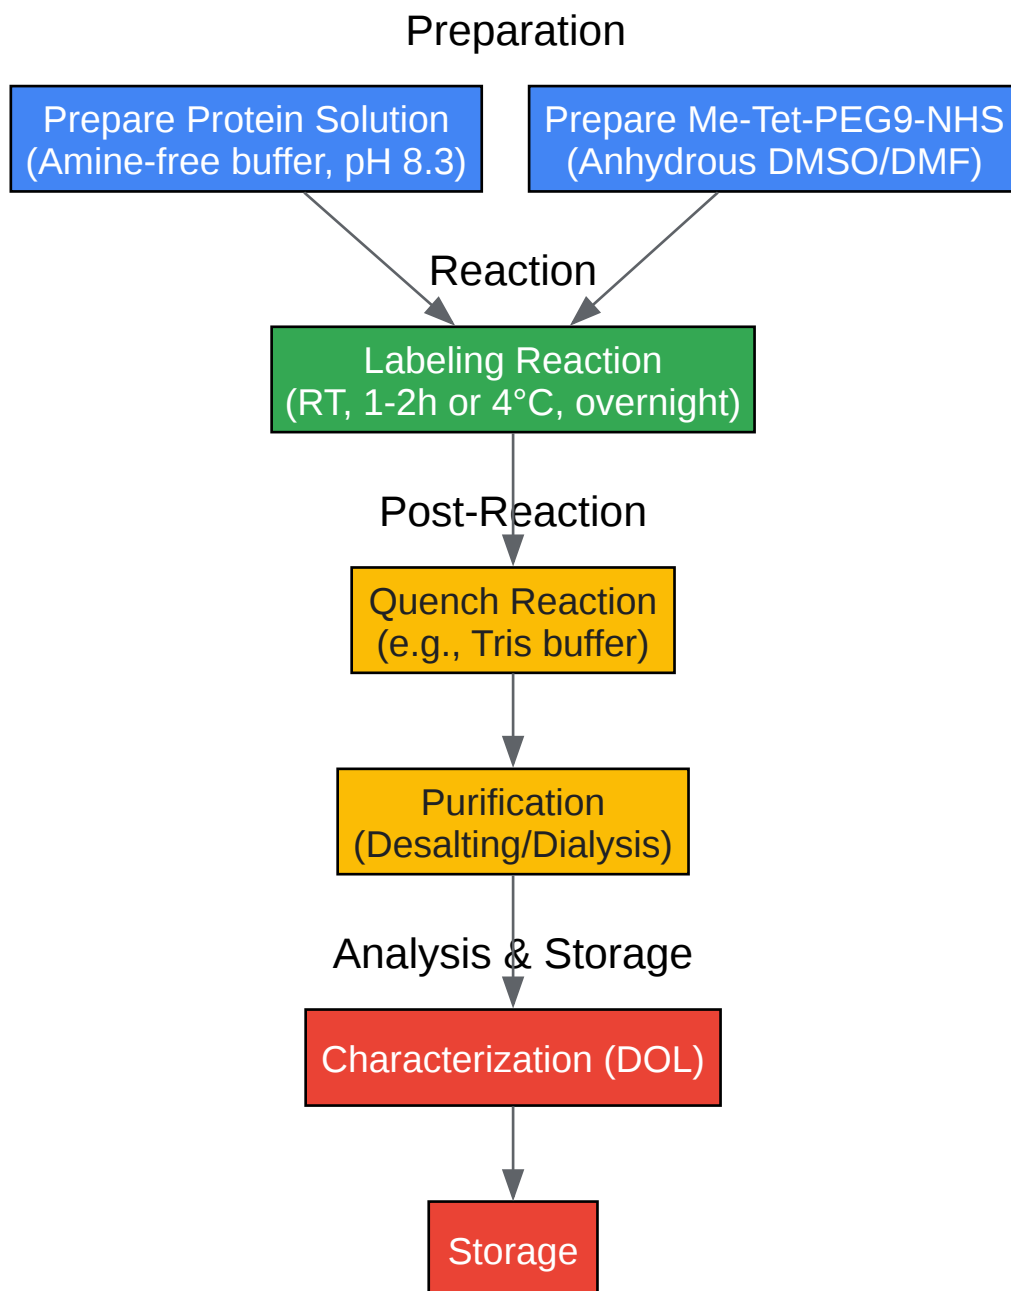 Preparation
Prepare Protein Solution
(Amine-free buffer, pH 8.3)
Prepare Me-Tet-PEG9-NHS
(Anhydrous DMSO/DMF)
Reaction
Labeling Reaction
(RT, 1-2h or 4°C, overnight)
Post-Reaction
Quench Reaction
(e.g., Tris buffer)
Purification
(Desalting/Dialysis)
Analysis & Storage
Characterization (DOL)
Storage